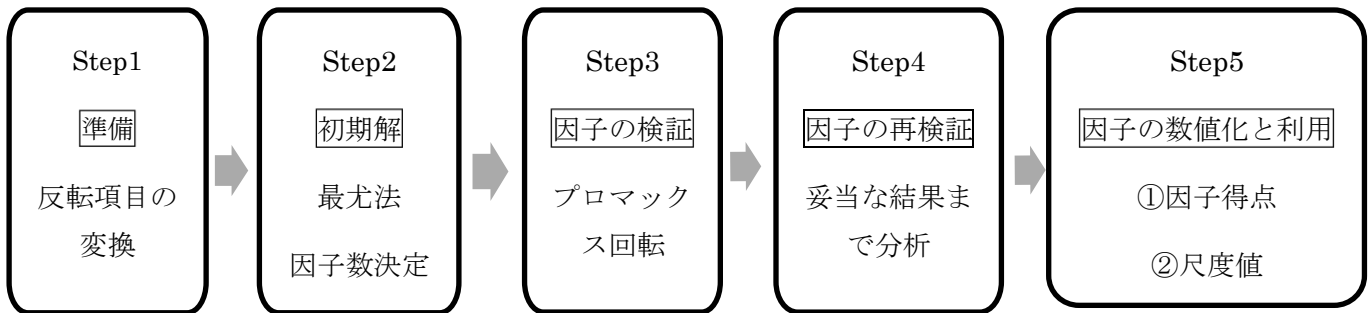 Step1
準備
反転項目の
変換
Step2
初期解
最尤法
因子数決定
Step3
因子の検証
プロマック
ス回転
Step4
因子の再検証
妥当な結果ま
で分析
Step5
因子の数値化と利用
①因子得点
②尺度値